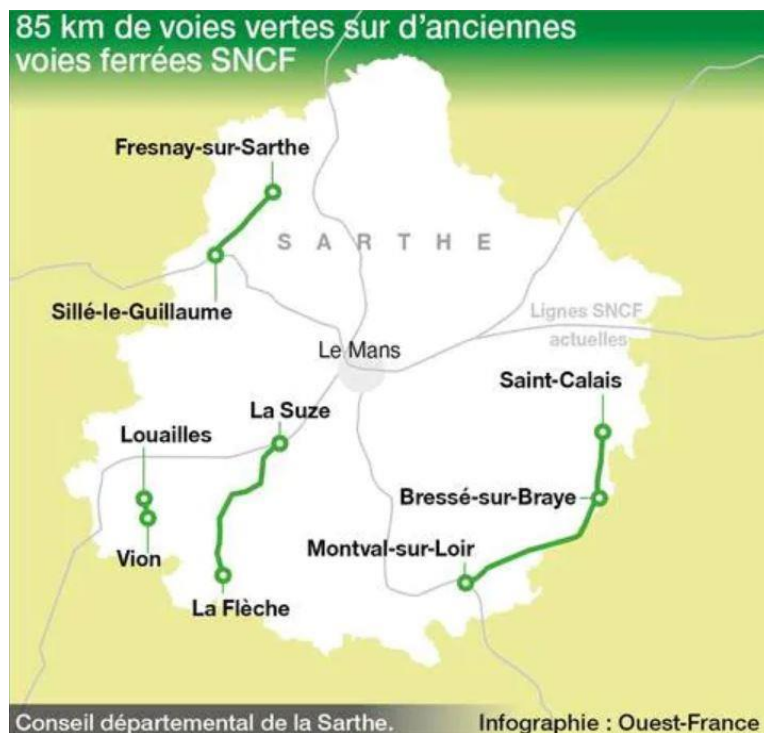 85 km de voies vertes sur d'anciennes
voies ferrées SNCF
Fresnay-sur-Sarthe
SARTHE
Sillé-le-Guillaume
Lignes SNCF
actuelles
Le Mans
Saint-Calais
La Suze
Louailles
Bressé-sur-Braye
Montval-sur-Loir
Vion
La Flèche
Conseil départemental de la Sarthe.
Infographie : Ouest-France